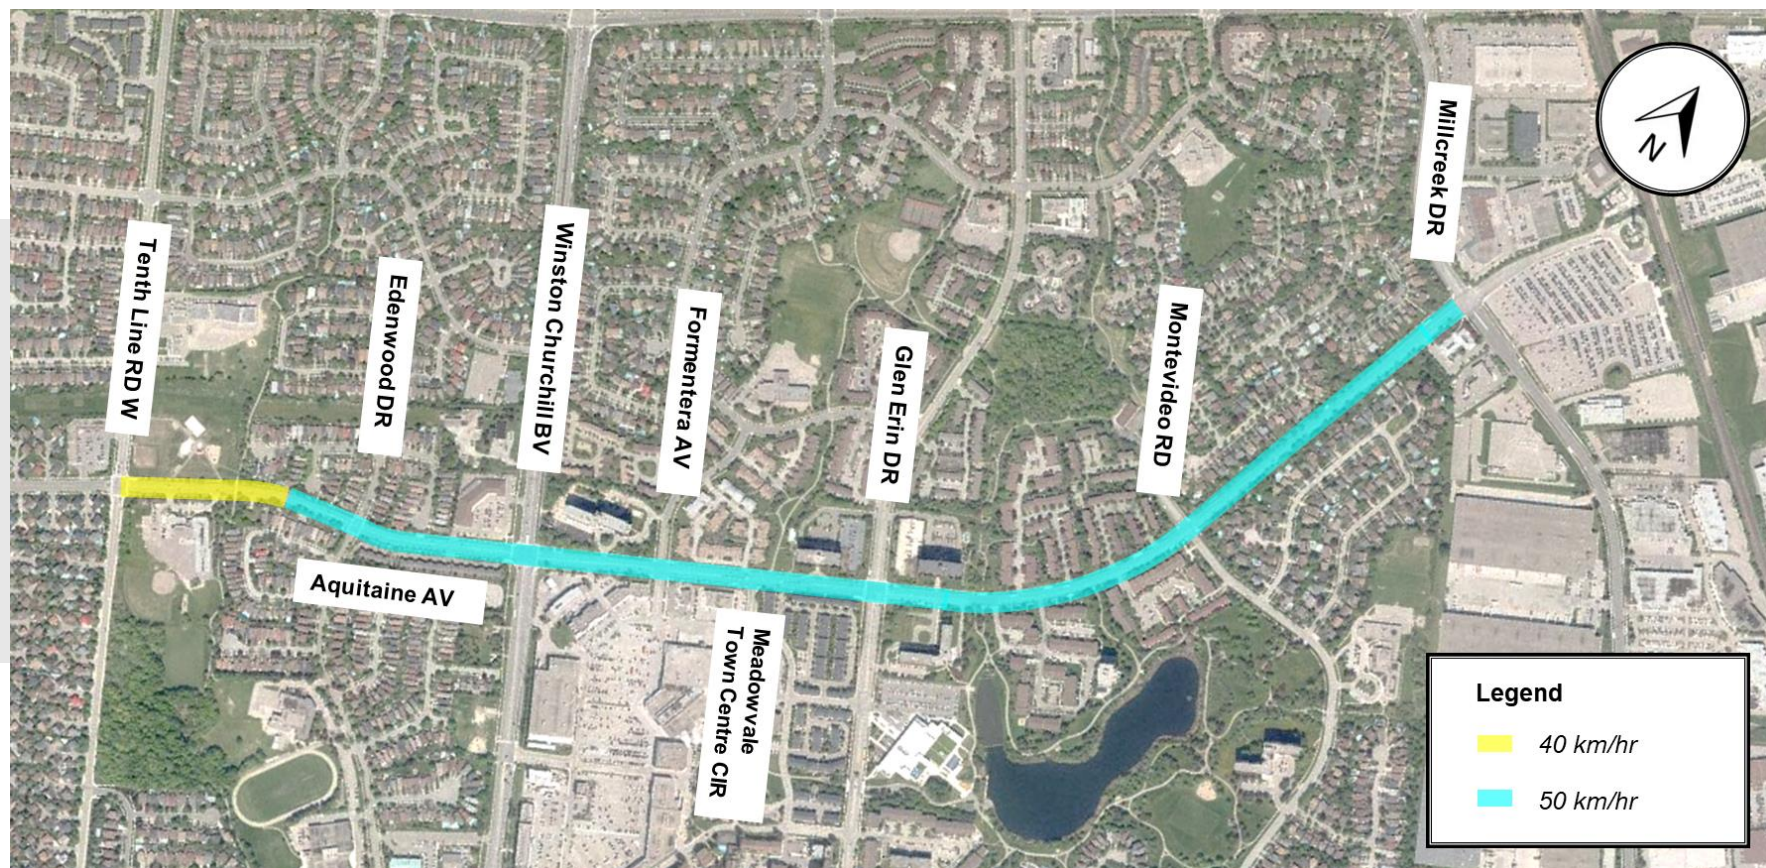 Millcreek DR
N
Tenth Line RD W
Edenwood DR
Winston Churchill BV
Formentera AV
Glen Erin DR
Montevideo RD
Aquitaine AV
Meadowvale
Town Centre CIR
Legend
40 km/hr
50 km/hr